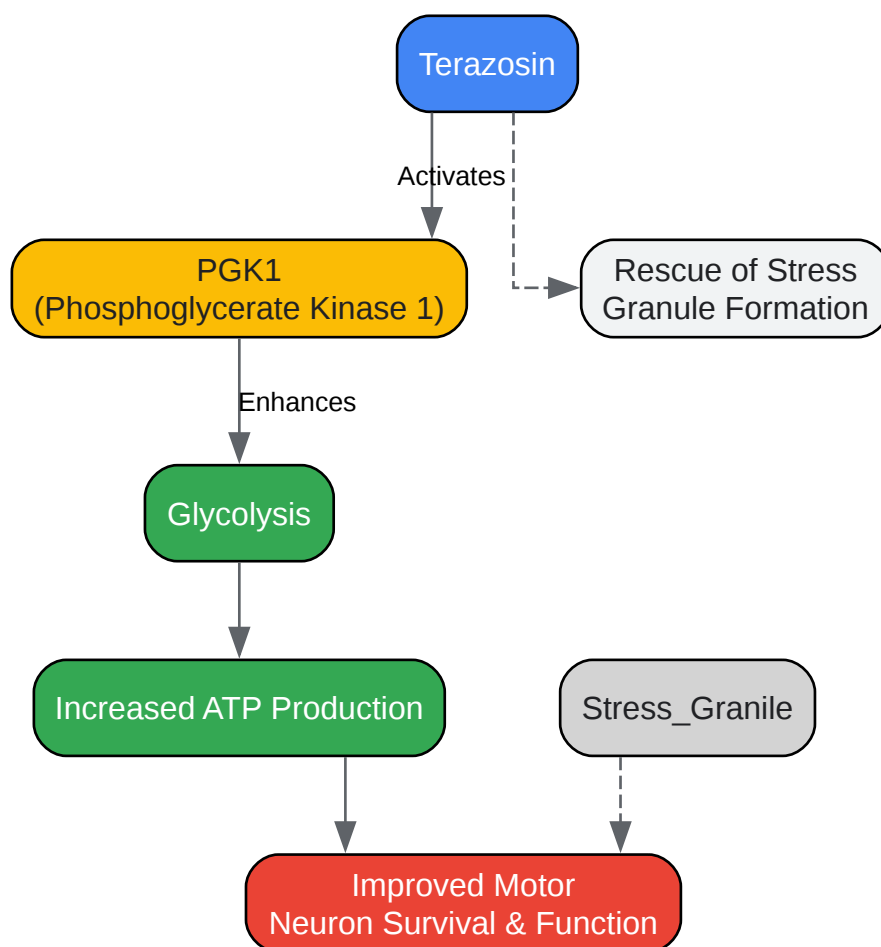 Terazosin
Activates
PGK1
(Phosphoglycerate Kinase 1)
Rescue of Stress
Granule Formation
Enhances
Glycolysis
Increased ATP Production
Stress_Granile
Improved Motor
Neuron Survival & Function